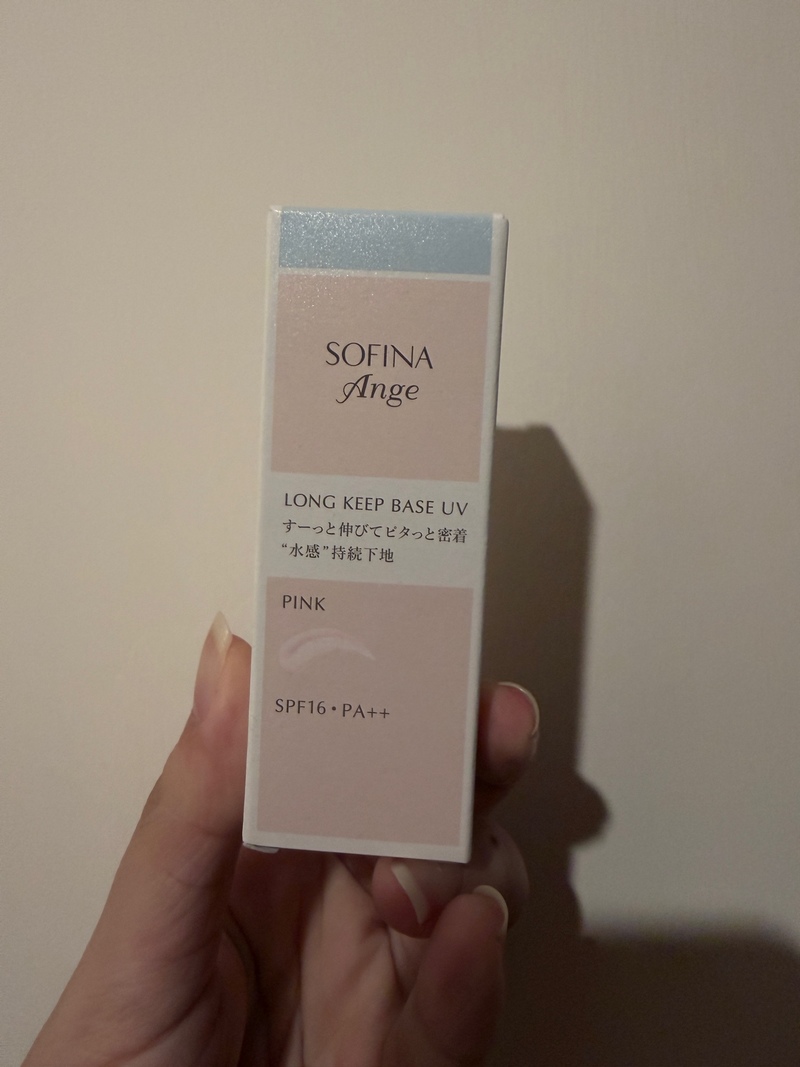 SOFINA
Ange
LONG KEEP BASE UV
すーっと伸びてピタっと密着
“水感”持続下地
PINK
SPF16・PA++